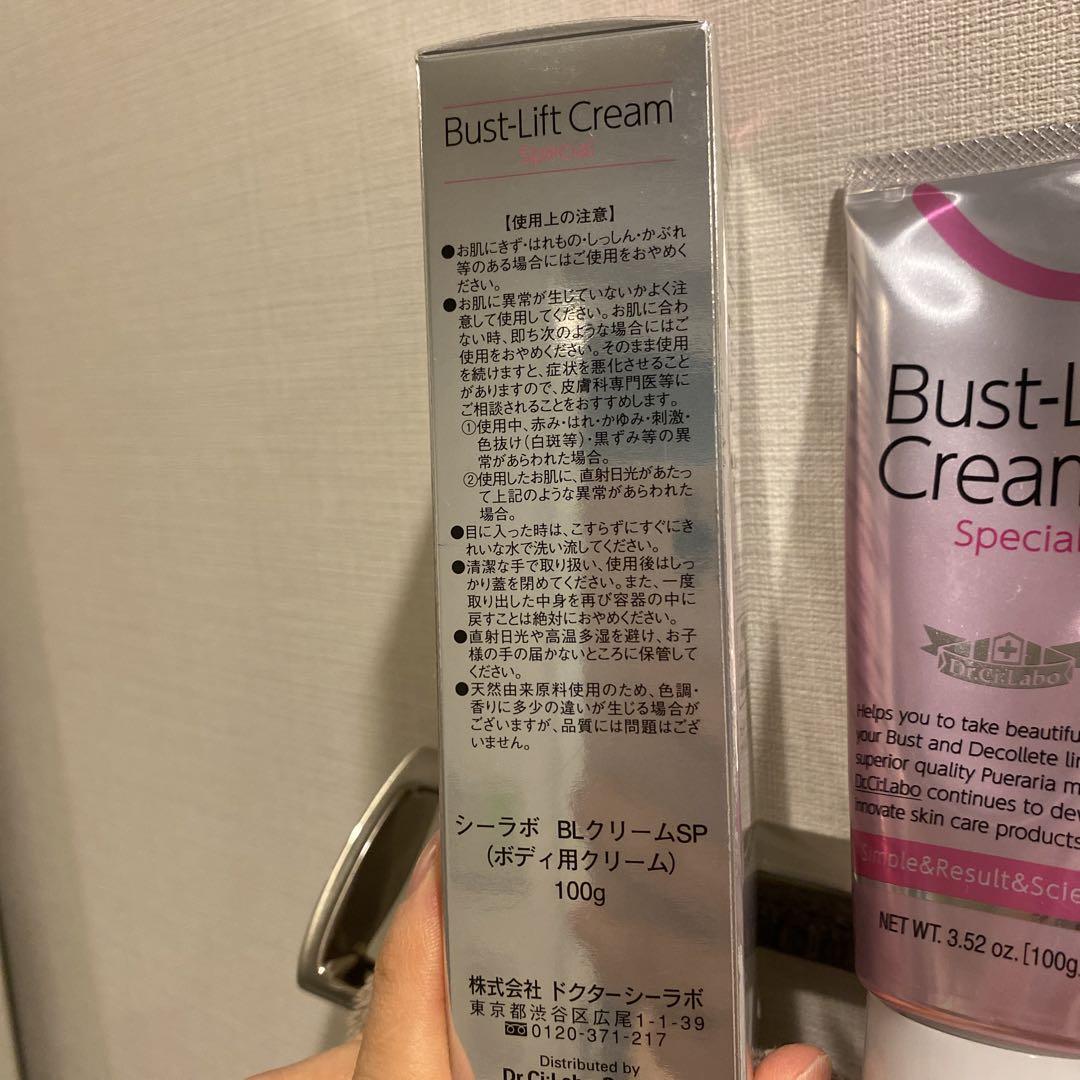 Bust-Lift Cream
Special
【使用上の注意】
●お肌にきず・はれもの・しっしん・かぶれ
等のある場合にはご使用をおやめく
ださい。
●お肌に異常が生じていないかよく注
意して使用してください。お肌に合わ
ない時、即ち次のような場合にはご
使用をおやめください。そのまま使用
を続けますと、症状を悪化させること
がありますので、皮膚科専門医等に
ご相談されることをおすすめします。
①使用中、赤み・はれ・かゆみ・刺激・
色抜け(白斑等)・黒ずみ等の異
常があらわれた場合。
②使用したお肌に、直射日光があたっ
て上記のような異常があらわれた
場合。
●目に入った時は、こすらずにすぐにき
れいな水で洗い流してください。
●清潔な手で取り扱い、使用後はしっ
かり蓋を閉めてください。また、一度
取り出した中身を再び容器の中に
戻すことは絶対におやめください。
●直射日光や高温多湿を避け、お子
様の手の届かないところに保管して
ください。
●天然由来原料使用のため、色調・
香りに多少の違いが生じる場合が
ございますが、品質には問題はござ
いません。
シーラボ BLクリームSP
(ボディ用クリーム)
100g
株式会社 ドクターシーラボ
東京都渋谷区広尾1-1-39
0120-371-217
Distributed by
Dr.Ci:Labo
Bust-L
Crean
Special
Dr.Ci:Labo
Helps you to take beautifu
your Bust and Decollete lin
superior quality Pueraria m
Dr.Ci:Labo continues to dev
innovate skin care products
Simple&Result&Scie
NET WT. 3.52 oz. [100g